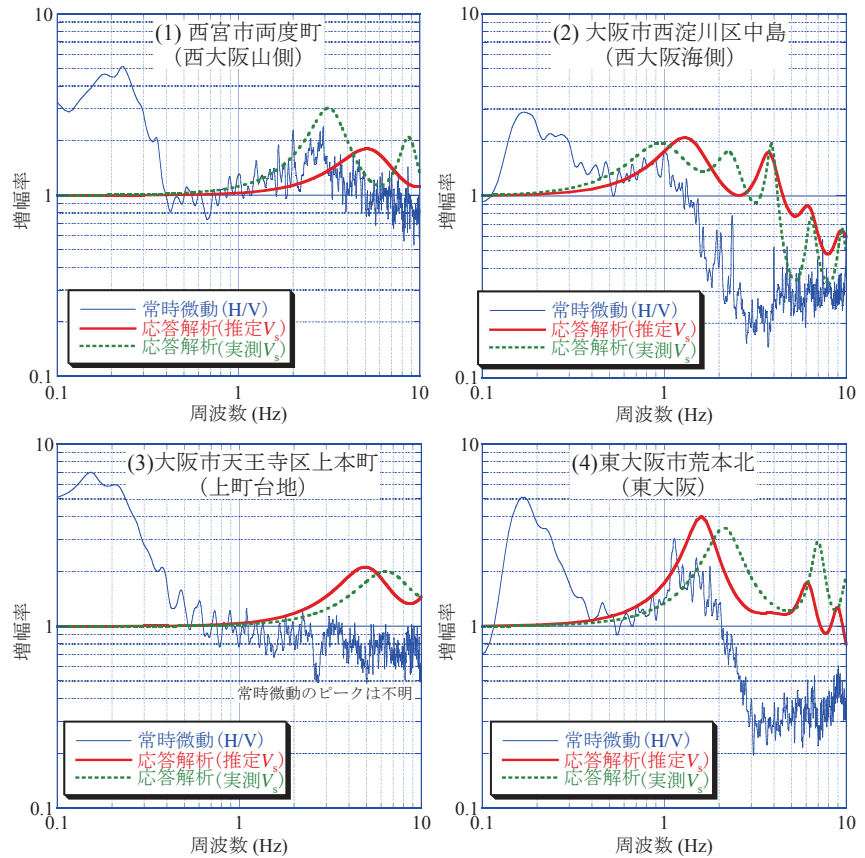 (1) 西宮市両度町
(西大阪山側)
10
1
0.1
増幅率
常時微動(H/V)
応答解析(推定Vs)
応答解析(実測Vs)
0.1
1
10
周波数 (Hz)
(2) 大阪市西淀川区中島
(西大阪海側)
10
1
0.1
増幅率
常時微動(H/V)
応答解析(推定Vs)
応答解析(実測Vs)
0.1
1
10
周波数 (Hz)
(3)大阪市天王寺区上本町
(上町台地)
10
1
0.1
増幅率
常時微動のピークは不明
常時微動(H/V)
応答解析(推定Vs)
応答解析(実測Vs)
0.1
1
10
周波数 (Hz)
(4)東大阪市荒本北
(東大阪)
10
1
0.1
増幅率
常時微動(H/V)
応答解析(推定Vs)
応答解析(実測Vs)
0.1
1
10
周波数 (Hz)